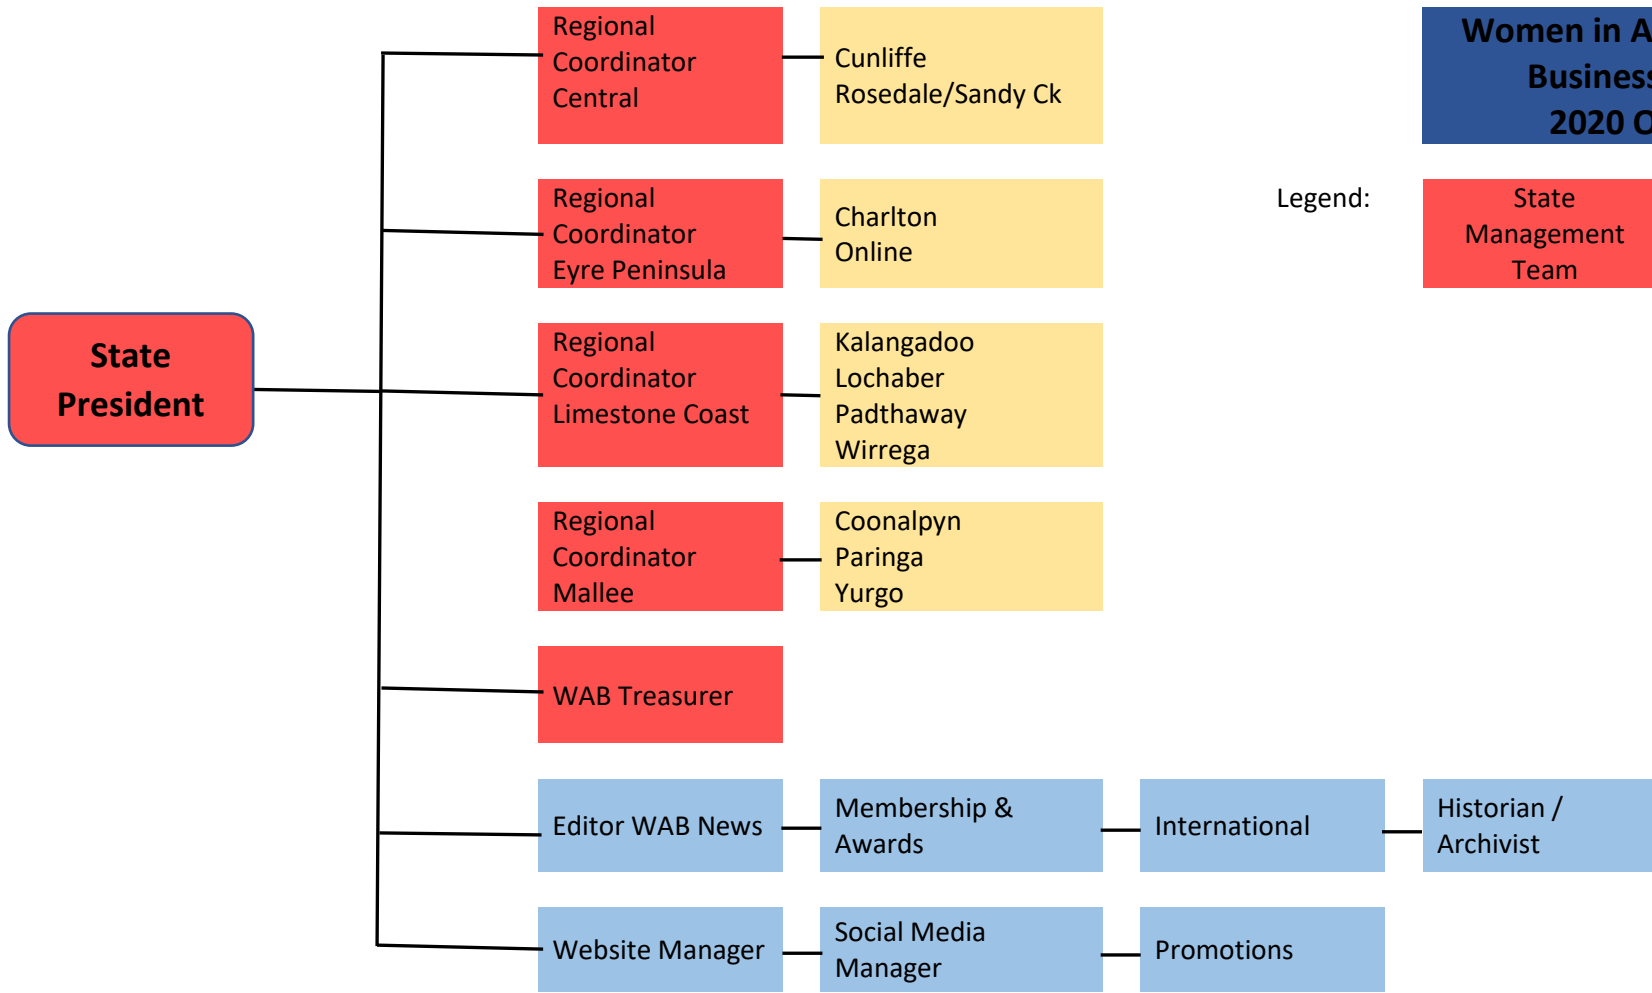 Regional
Coordinator
Central
Cunliffe
Rosedale/Sandy Ck
Women in A
Business
2020 O
Regional
Coordinator
Eyre Peninsula
Charlton
Online
Legend:
State
Management
Team
State
President
Regional
Coordinator
Limestone Coast
Kalangadoo
Lochaber
Padthaway
Wirrega
Regional
Coordinator
Mallee
Coonalpyn
Paringa
Yurgo
WAB Treasurer
Editor WAB News
Membership &
Awards
International
Historian /
Archivist
Website Manager
Social Media
Manager
Promotions